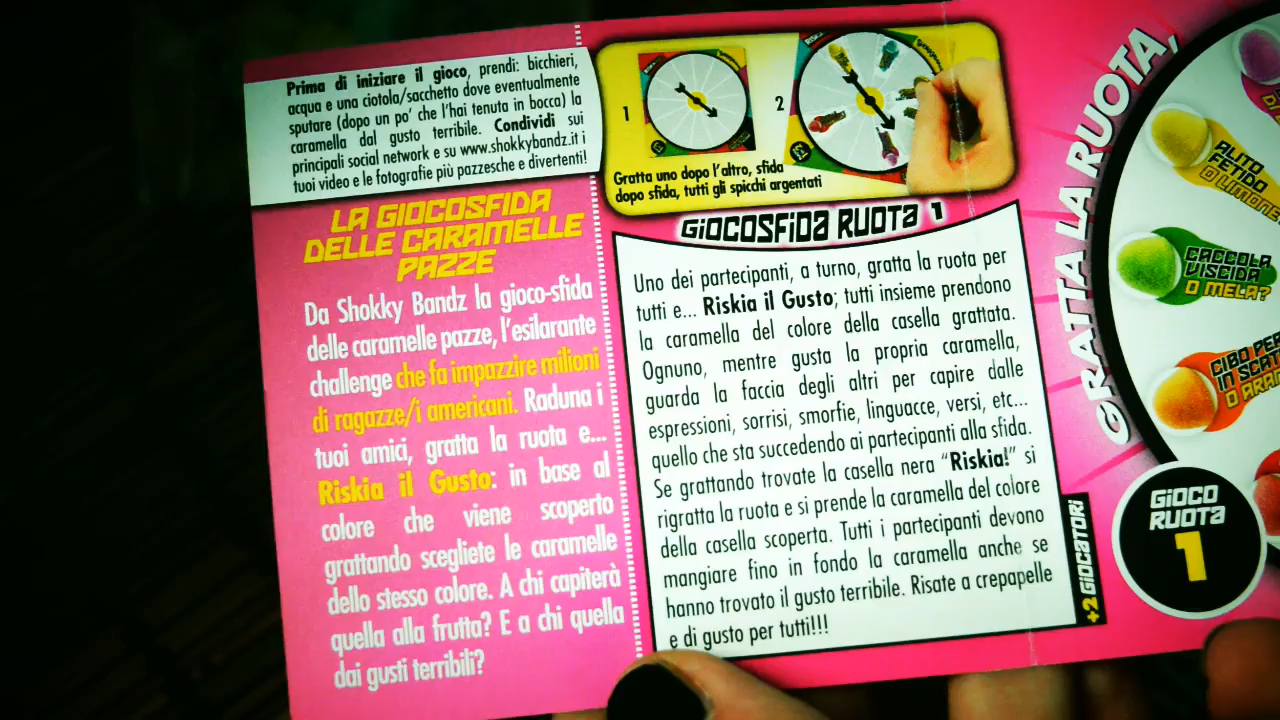 Prima di iniziare il gioco, prendi: bicchieri,
acqua e una ciotola/sacchetto dove eventualmente
sputare (dopo un po' che l'hai tenuta in bocca) la
caramella dal gusto terribile. Condividi sui
principali social network e su www.shokkybandz.it i
tuoi video e le fotografie più pazzesche e divertenti!
LA GIOCOSFIDA
DELLE CARAMELLE
PAZZE
Da Shokky Bandz la gioco-sfida
delle caramelle pazze, l'esilarante
challenge che fa impazzire milioni
di ragazze/i americani. Raduna i
tuoi amici, gratta la ruota e...
Riskia il Gusto: in base al
colore che viene scoperto
grattando scegliete le caramelle
dello stesso colore. A chi capiterà
quella alla frutta? E a chi quella
dai gusti terribili?
1
2
Gratta uno dopo l'altro, sfida
dopo sfida, tutti gli spicchi argentati
GIOCOSFIDA RUOTA 1
Uno dei partecipanti, a turno, gratta la ruota per
tutti e... Riskia il Gusto; tutti insieme prendono
la caramella del colore della casella grattata.
Ognuno, mentre gusta la propria caramella,
guarda la faccia degli altri per capire dalle
espressioni, sorrisi, smorfie, linguacce, versi, etc...
quello che sta succedendo ai partecipanti alla sfida.
Se grattando trovate la casella nera "Riskia!" si
rigratta la ruota e si prende la caramella del colore
della casella scoperta. Tutti i partecipanti devono
mangiare fino in fondo la caramella anche se
hanno trovato il gusto terribile. Risate a crepapelle
e di gusto per tutti!!!
+2 GIOCATORI
GRATTA LA RUOTA,
ALITO
FETIDO
O LIMONE
CACCOLA
VISCIDA
O MELA?
CIBO PER
IN
O
GIOCO
RUOTA
1